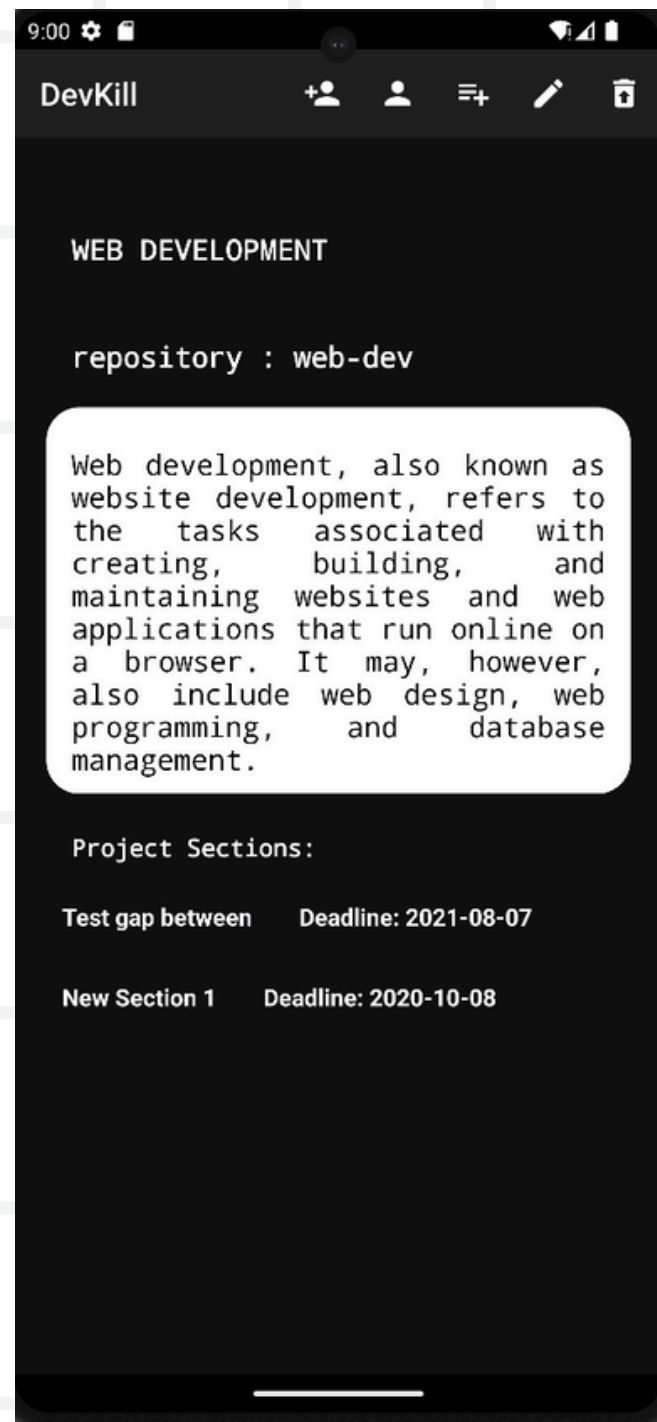 9:00
DevKill
WEB DEVELOPMENT
repository : web-dev
Web development, also known as
website development, refers to
the tasks associated with
creating, building, and
maintaining websites and web
applications that run online on
a browser. It may, however,
also include web design, web
programming, and database
management.
Project Sections:
Test gap between Deadline: 2021-08-07
New Section 1 Deadline: 2020-10-08